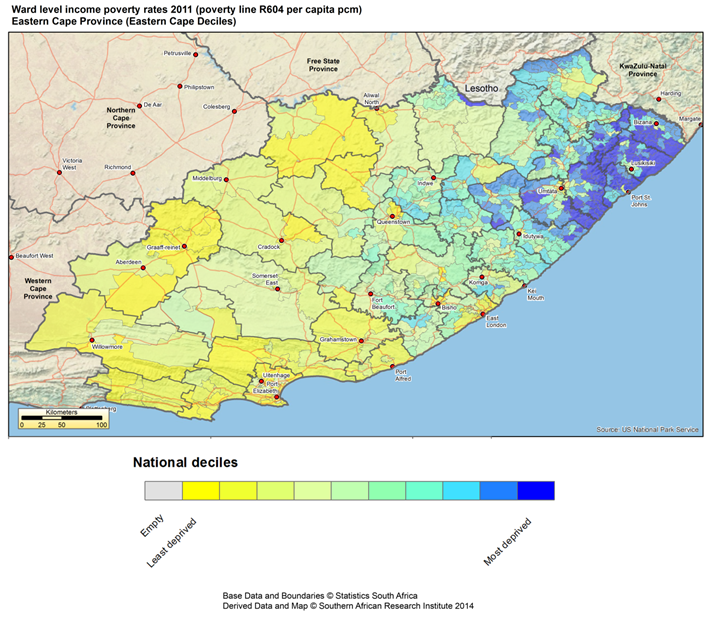 Ward level income poverty rates 2011 (poverty line R604 per capita pcm)
Eastern Cape Province (Eastern Cape Deciles)
Petrusville
Free State
Province
KwaZulu-Natal
Province
Philipstown
Lesotho
Harding
Aliwal
North
De Aar
Colesberg
Northern
Cape
Province
Bizana
Margate
Victoria
West
Richmond
Lusikisiki
Middelburg
Indwe
Umtata
Port St.
Johns
Queenstown
Idutywa
Graaff-reinet
Cradock
Beaufort West
Aberdeen
Western
Cape
Province
Somerset
East
Komga
Kei
Mouth
Fort
Beaufort
Bisho
East
London
Willowmore
Grahamstown
Port
Alfred
Uitenhage
Port
Elizabeth
Kilometers
0 25 50 100
Source: US National Park Service
National deciles
Empty
Least deprived
Most deprived
Base Data and Boundaries © Statistics South Africa
Derived Data and Map © Southern African Research Institute 2014